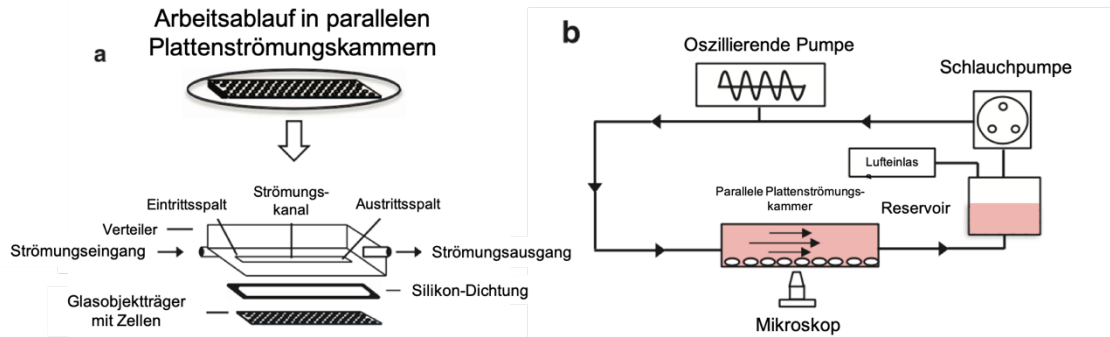 Arbeitsablauf in parallelen
Plattenströmungskammern
a
Strömungs-
kanal
Eintrittsspalt
Austrittsspalt
Verteiler
Strömungseingang
Strömungsausgang
Silikon-Dichtung
Glasobjektträger
mit Zellen
b
Oszillierende Pumpe
Schlauchpumpe
Lufteinlas
Parallele Plattenströmungs-
kammer
Reservoir
Mikroskop